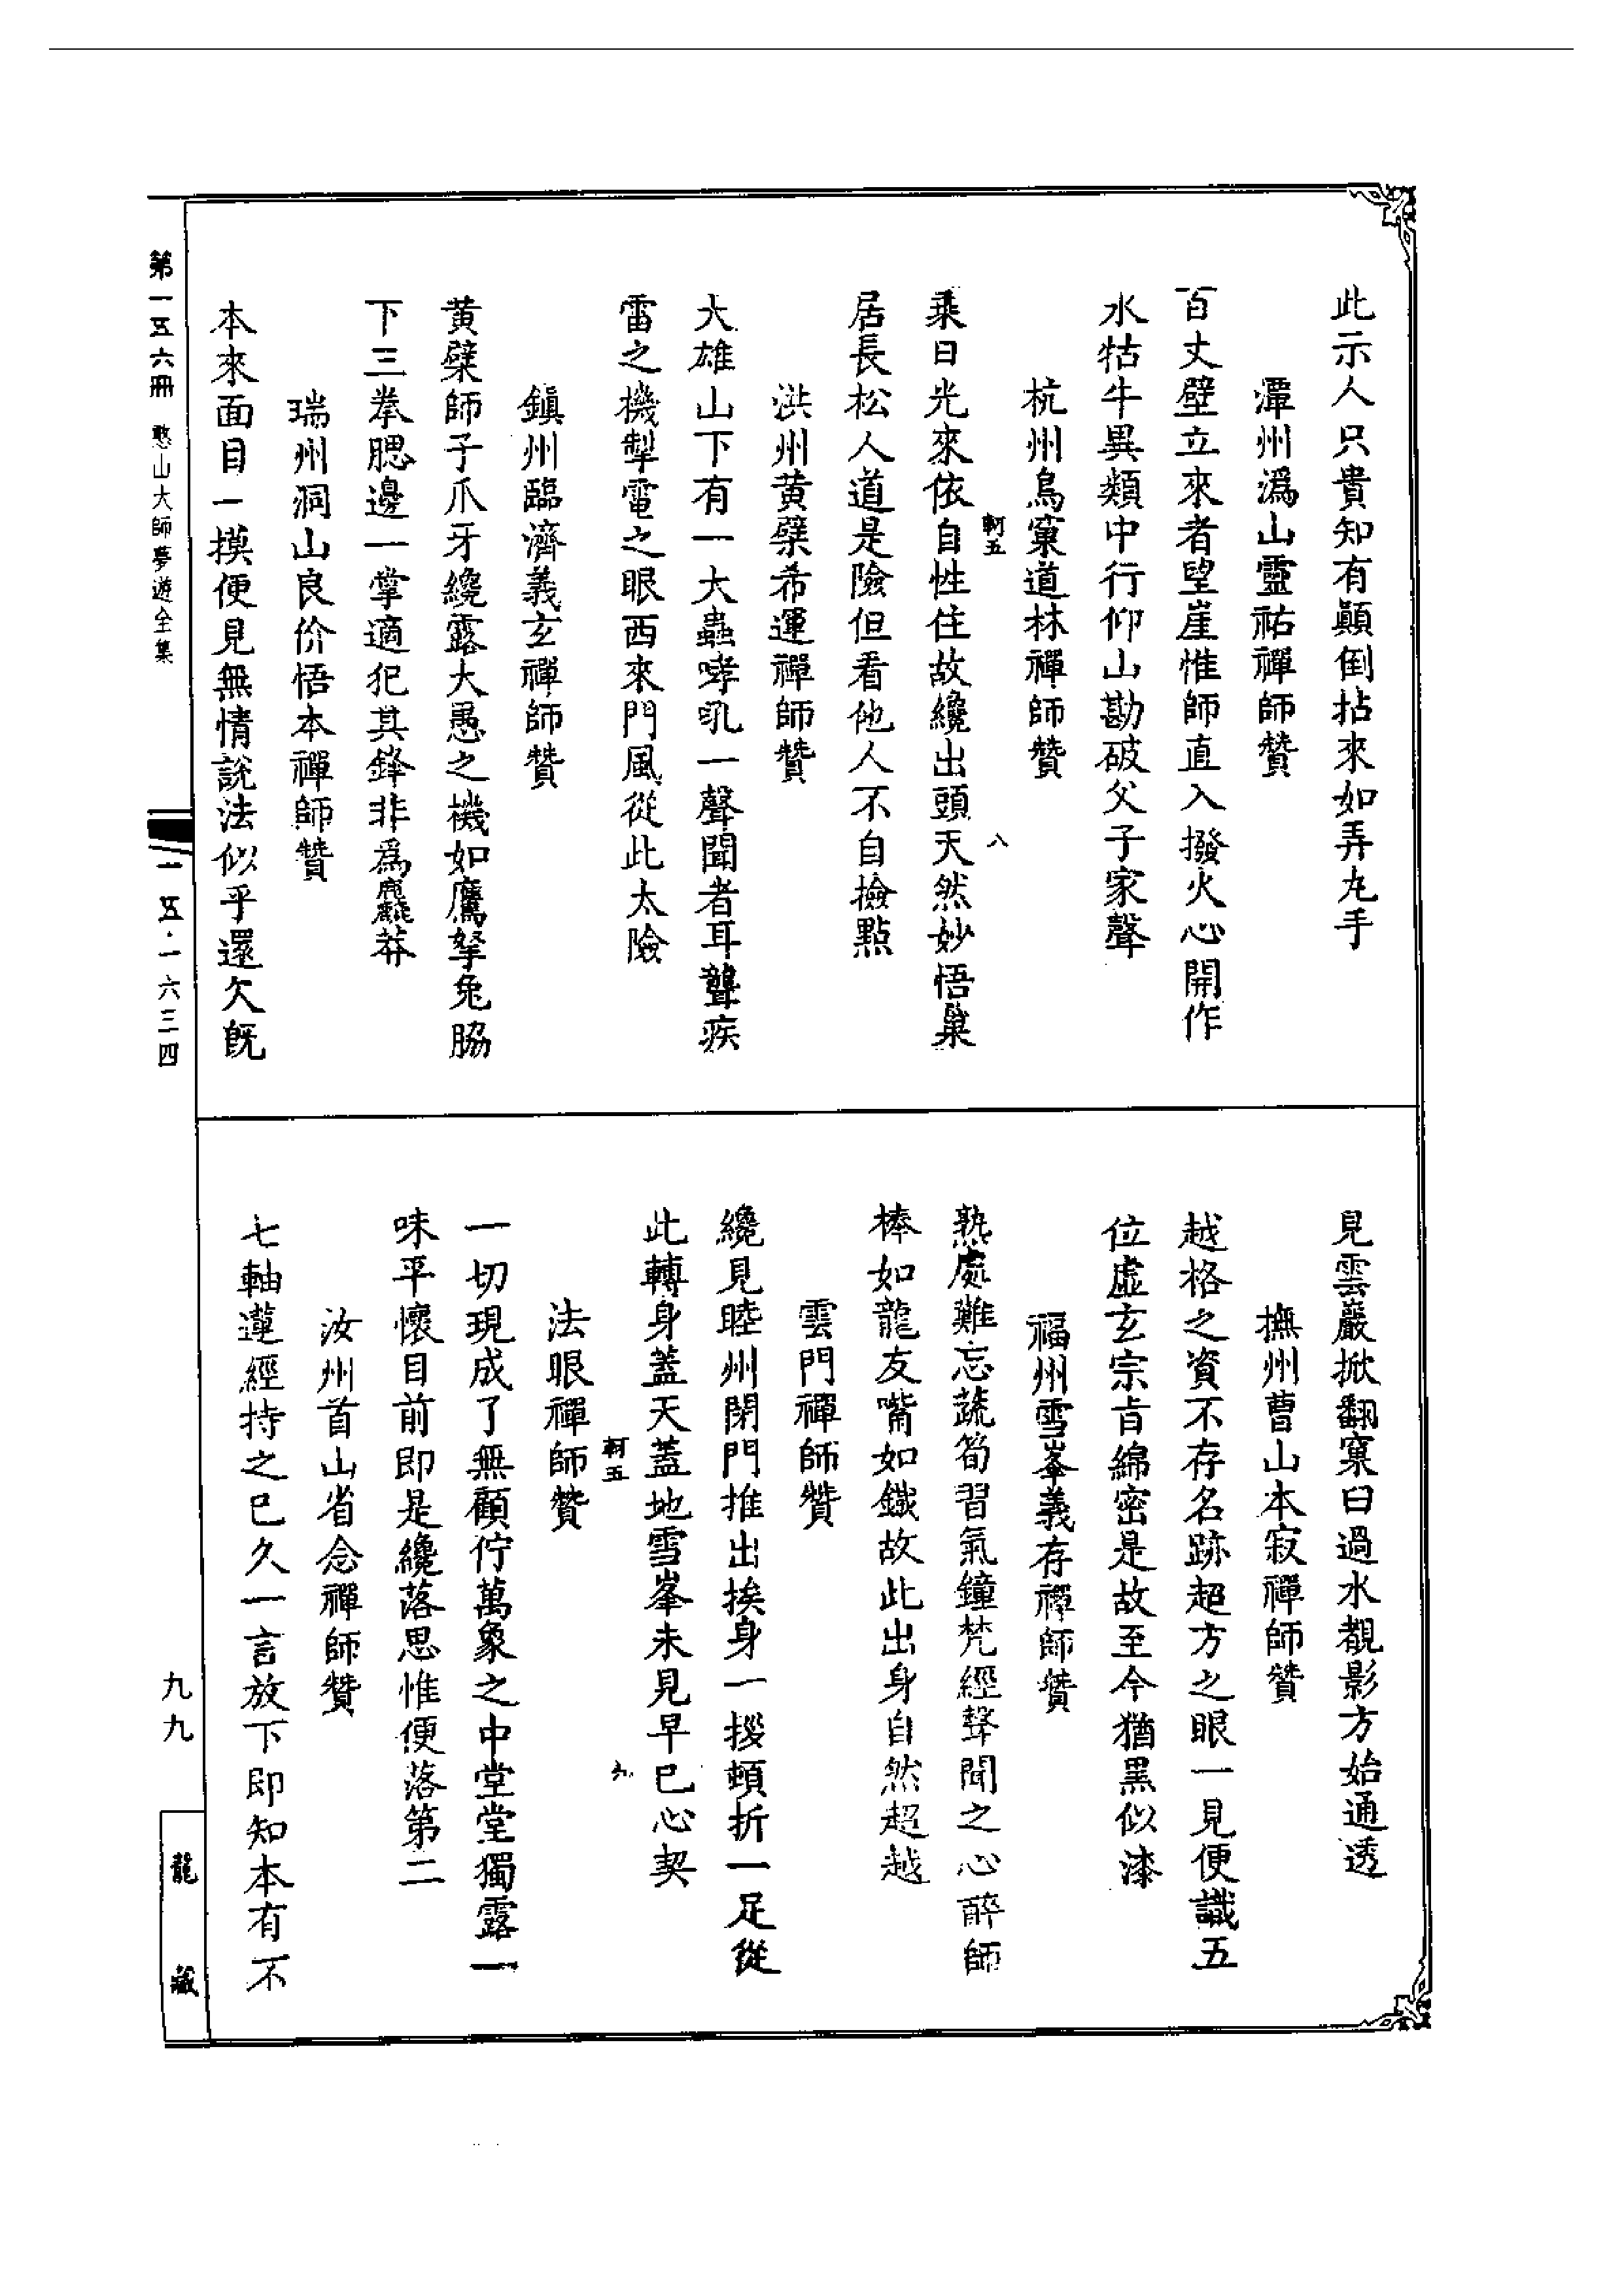 此示人只貴知有顚倒拈來如弄丸手
潭州潙山靈祐禪師贊
百丈壁立來者望崖惟師直入撥火心開作
水牯牛異類中行仰山勘破父子家聲
軻五
八
杭州鳥窠道林禪師贊
乘日光來依自性住故纔出頭天然妙悟巢
居長松人道是險但看他人不自撿點
洪州黃檗希運禪師贊
大雄山下有一大蟲哮吼一聲聞者耳聾疾
雷之機掣電之眼西來門風從此太險
鎭州臨濟義玄禪師贊
黃檗師子爪牙纔露大愚之機如鷹拏兔脇
下三拳腮邊一掌適犯其鋒非爲麤莽
瑞州洞山良价悟本禪師贊
本來面目一摸便見無情說法似乎還欠旣
見雲巖掀翻窠臼過水覩影方始通透
撫州曹山本寂禪師贊
越格之資不存名跡超方之眼一見便識五
位虛玄宗旨綿密是故至今猶黑似漆
福州雪峯義存禪師贊
熟處難忘蔬筍習氣鐘梵經聲聞之心醉師
棒如龍友嘴如鐵故此出身自然超越
雲門禪師贊
纔見睦州閉門推出挨身一拶頓折一足從
此轉身蓋天蓋地雪峯未見早已心契
軻五
九
法眼禪師贊
一切現成了無顧佇萬象之中堂堂獨露一
味平懷目前即是纔落思惟便落第二
汝州首山省念禪師贊
七軸蓮經持之已久一言放下即知本有不
第一五六冊 憨山大師夢遊全集
一五·一六三四
九九
龍藏